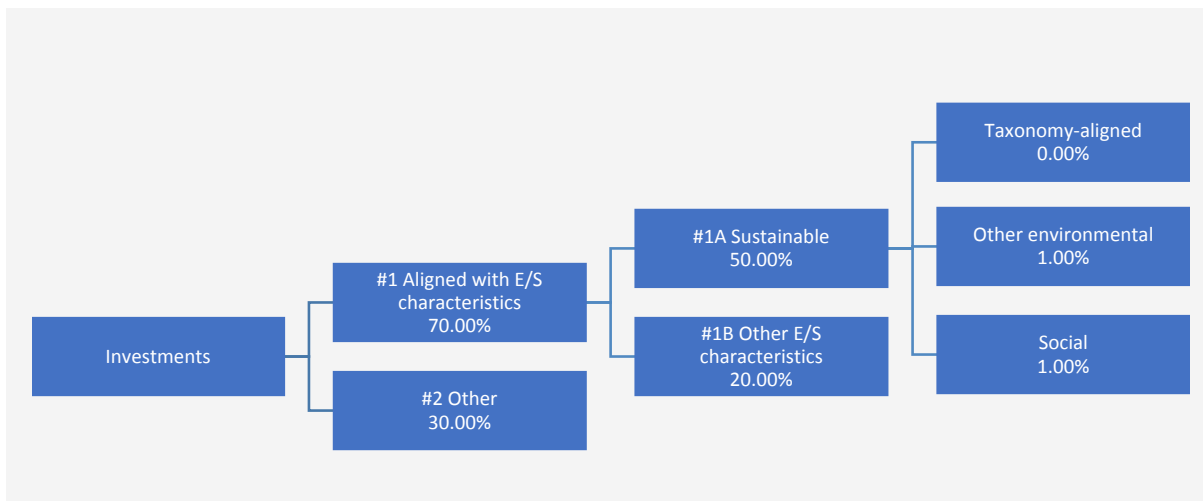 Investments
#1 Aligned with E/S
characteristics
70.00%
#2 Other
30.00%
#1A Sustainable
50.00%
#1B Other E/S
characteristics
20.00%
Taxonomy-aligned
0.00%
Other environmental
1.00%
Social
1.00%